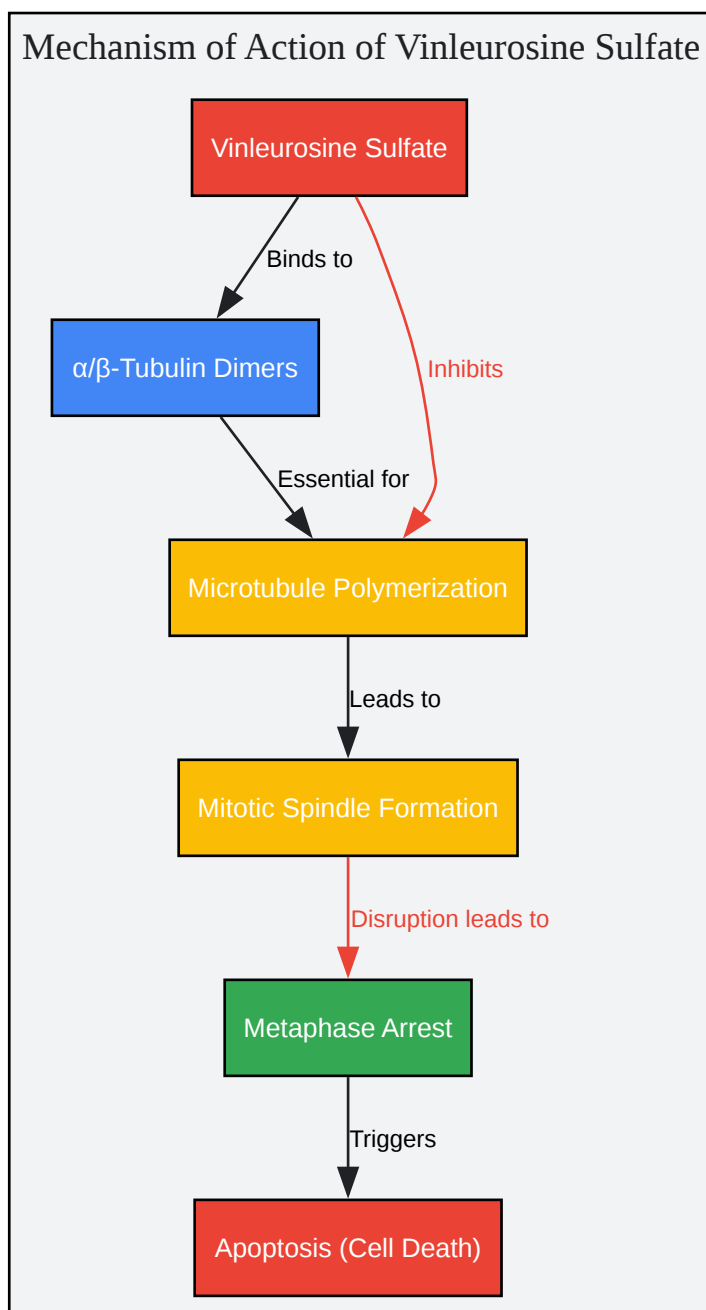 Mechanism of Action of Vinleurosine Sulfate
Vinleurosine Sulfate
Binds to
α/β-Tubulin Dimers
Inhibits
Essential for
Microtubule Polymerization
Leads to
Mitotic Spindle Formation
Disruption leads to
Metaphase Arrest
Triggers
Apoptosis (Cell Death)